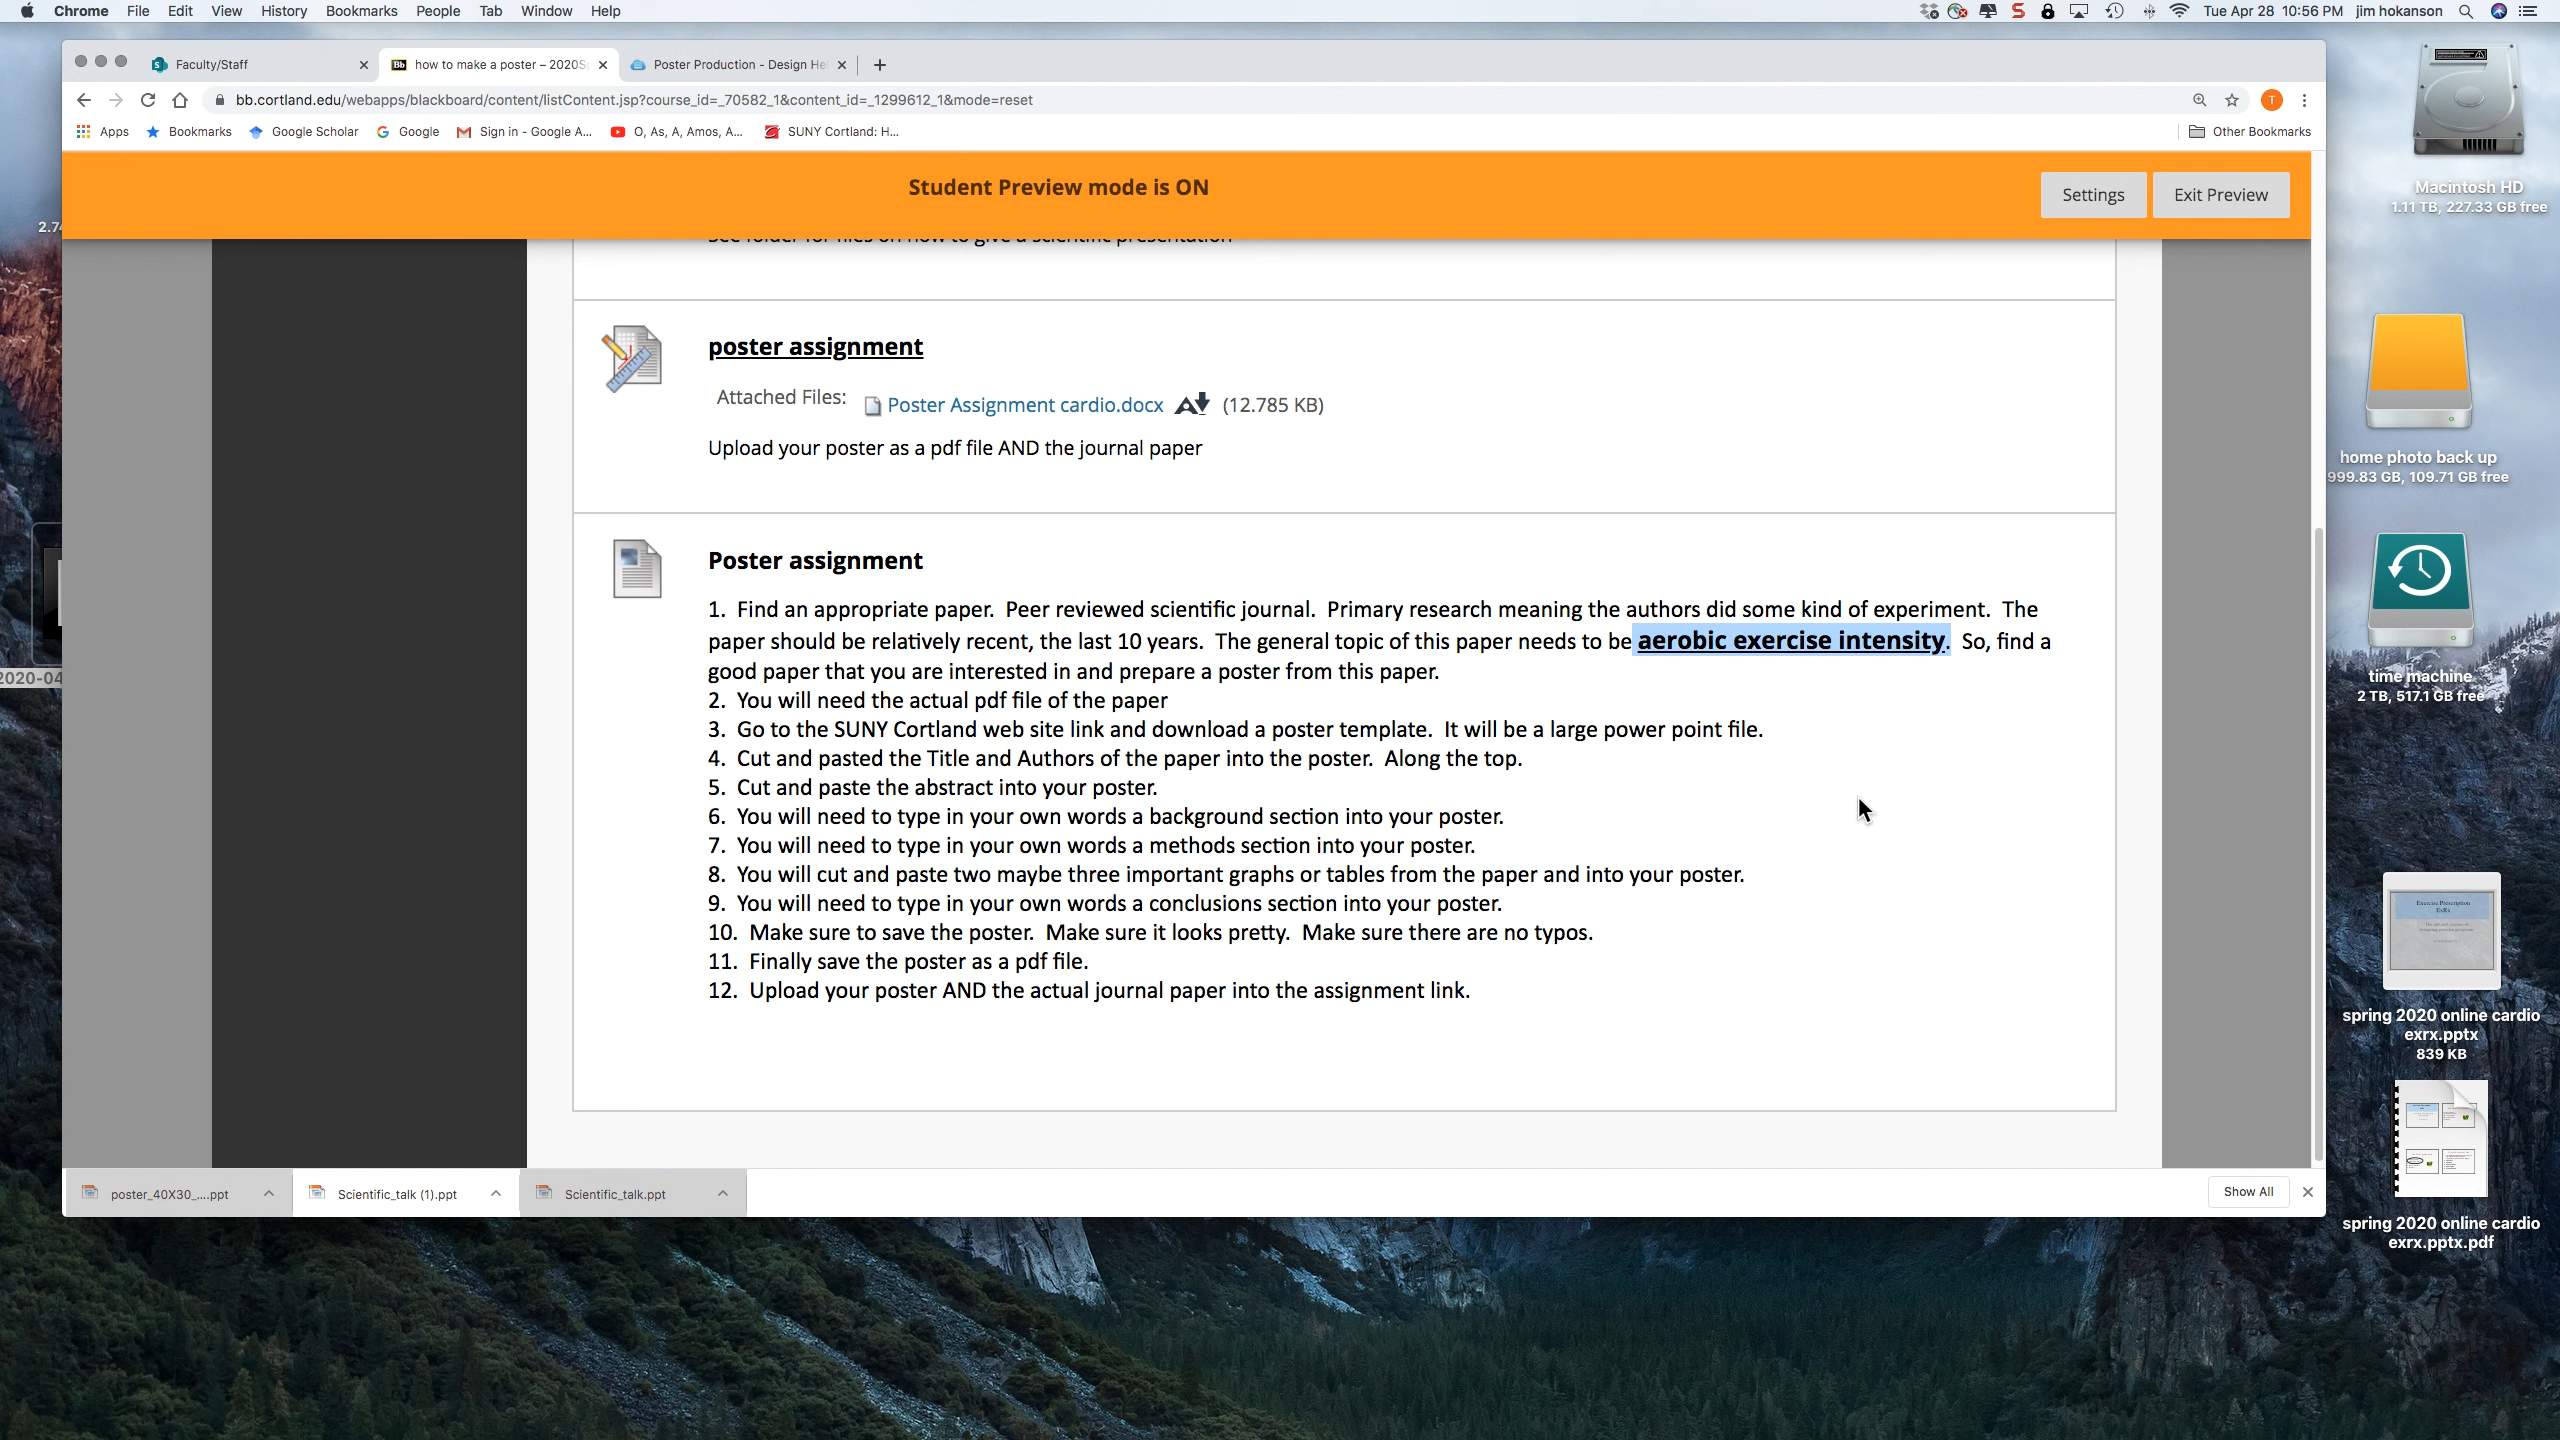 Chrome File Edit View History Bookmarks People Tab Window Help
Tue Apr 28 10:56 PM jim hokanson
Faculty/Staff
Bb how to make a poster – 2020S
Poster Production - Design He
bb.cortland.edu/webapps/blackboard/content/listContent.jsp?course_id=_70582_1&content_id=_1299612_1&mode=reset
T
Apps Bookmarks Google Scholar Google Sign in - Google A... O, As, A, Amos, A... SUNY Cortland: H...
Other Bookmarks
Student Preview mode is ON
Settings
Exit Preview
See folder for files on how to give a scientific presentation
poster assignment
Attached Files: Poster Assignment cardio.docx (12.785 KB)
Upload your poster as a pdf file AND the journal paper
Poster assignment
1. Find an appropriate paper. Peer reviewed scientific journal. Primary research meaning the authors did some kind of experiment. The
paper should be relatively recent, the last 10 years. The general topic of this paper needs to be aerobic exercise intensity. So, find a
good paper that you are interested in and prepare a poster from this paper.
2. You will need the actual pdf file of the paper
3. Go to the SUNY Cortland web site link and download a poster template. It will be a large power point file.
4. Cut and pasted the Title and Authors of the paper into the poster. Along the top.
5. Cut and paste the abstract into your poster.
6. You will need to type in your own words a background section into your poster.
7. You will need to type in your own words a methods section into your poster.
8. You will cut and paste two maybe three important graphs or tables from the paper and into your poster.
9. You will need to type in your own words a conclusions section into your poster.
10. Make sure to save the poster. Make sure it looks pretty. Make sure there are no typos.
11. Finally save the poster as a pdf file.
12. Upload your poster AND the actual journal paper into the assignment link.
poster_40X30_....ppt
Scientific_talk (1).ppt
Scientific_talk.ppt
Show All
2.74
2020-04
Macintosh HD
1.11 TB, 227.33 GB free
home photo back up
999.83 GB, 109.71 GB free
time machine
2 TB, 517.1 GB free
Exercise Prescription
ExRx
spring 2020 online cardio
exrx.pptx
839 KB
spring 2020 online cardio
exrx.pptx.pdf